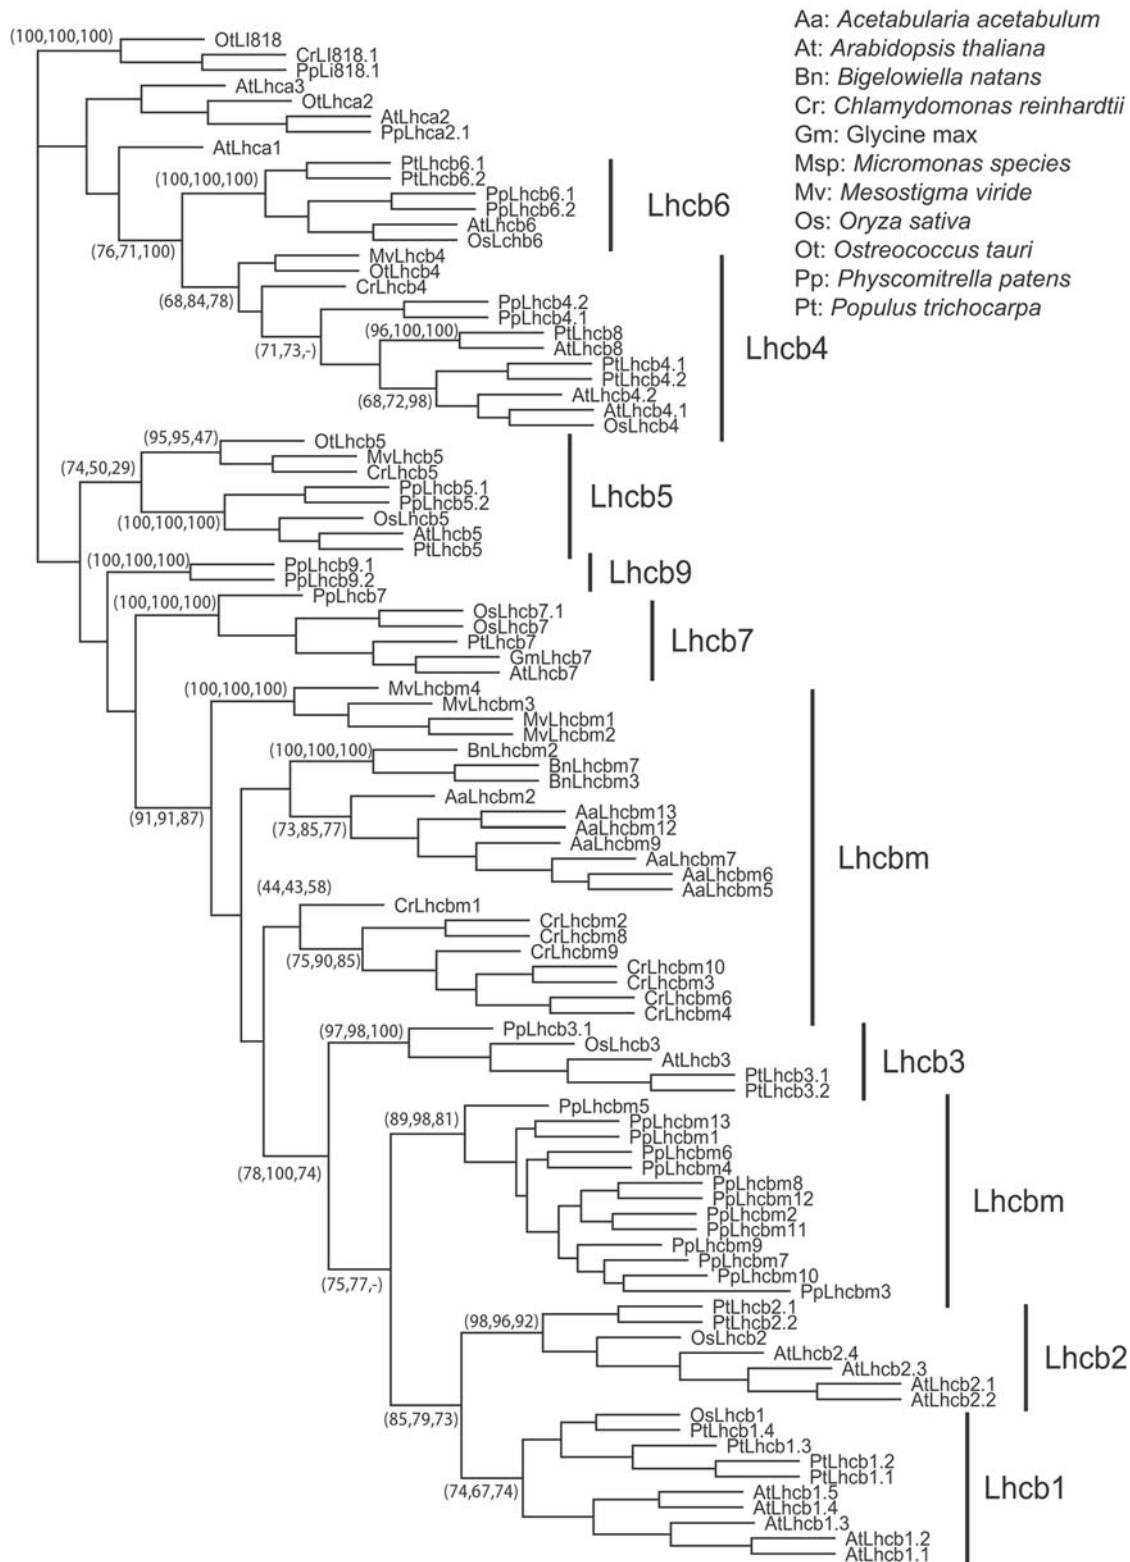 Aa: Acetabularia acetabulum
At: Arabidopsis thaliana
Bn: Bigelowiella natans
Cr: Chlamydomonas reinhardtii
Gm: Glycine max
Msp: Micromonas species
Mv: Mesostigma viride
Os: Oryza sativa
Ot: Ostreococcus tauri
Pp: Physcomitrella patens
Pt: Populus trichocarpa
(100,100,100)
OtLI818
CrLI818.1
PpLi818.1
AtLhca3
OtLhca2
AtLhca2
PpLhca2.1
AtLhca1
(100,100,100)
PtLhcb6.1
PtLhcb6.2
PpLhcb6.1
PpLhcb6.2
AtLhcb6
OsLchb6
Lhcb6
(76,71,100)
MvLhcb4
OtLhcb4
CrLhcb4
(68,84,78)
PpLhcb4.2
PpLhcb4.1
(96,100,100)
PtLhcb8
AtLhcb8
(71,73,-)
PtLhcb4.1
PtLhcb4.2
(68,72,98)
AtLhcb4.2
AtLhcb4.1
OsLhcb4
Lhcb4
(95,95,47)
OtLhcb5
MvLhcb5
CrLhcb5
(74,50,29)
PpLhcb5.1
PpLhcb5.2
(100,100,100)
OsLhcb5
AtLhcb5
PtLhcb5
Lhcb5
(100,100,100)
PpLhcb9.1
PpLhcb9.2
Lhcb9
(100,100,100)
PpLhcb7
OsLhcb7.1
OsLhcb7
PtLhcb7
GmLhcb7
AtLhcb7
Lhcb7
(100,100,100)
MvLhcbm4
MvLhcbm3
MvLhcbm1
MvLhcbm2
(100,100,100)
BnLhcbm2
BnLhcbm7
BnLhcbm3
(91,91,87)
AaLhcbm2
(73,85,77)
AaLhcbm13
AaLhcbm12
AaLhcbm9
AaLhcbm7
AaLhcbm6
AaLhcbm5
Lhcbm
(44,43,58)
CrLhcbm1
CrLhcbm2
CrLhcbm8
(75,90,85)
CrLhcbm9
CrLhcbm10
CrLhcbm3
CrLhcbm6
CrLhcbm4
(97,98,100)
PpLhcb3.1
OsLhcb3
AtLhcb3
PtLhcb3.1
PtLhcb3.2
Lhcb3
(89,98,81)
PpLhcbm5
PpLhcbm13
PpLhcbm1
PpLhcbm6
PpLhcbm4
(78,100,74)
PpLhcbm8
PpLhcbm12
PpLhcbm2
PpLhcbm11
PpLhcbm9
PpLhcbm7
PpLhcbm10
PpLhcbm3
Lhcbm
(75,77,-)
(98,96,92)
PtLhcb2.1
PtLhcb2.2
OsLhcb2
AtLhcb2.4
AtLhcb2.3
AtLhcb2.1
AtLhcb2.2
Lhcb2
(85,79,73)
OsLhcb1
PtLhcb1.4
PtLhcb1.3
PtLhcb1.2
PtLhcb1.1
(74,67,74)
AtLhcb1.5
AtLhcb1.4
AtLhcb1.3
AtLhcb1.2
AtLhcb1.1
Lhcb1